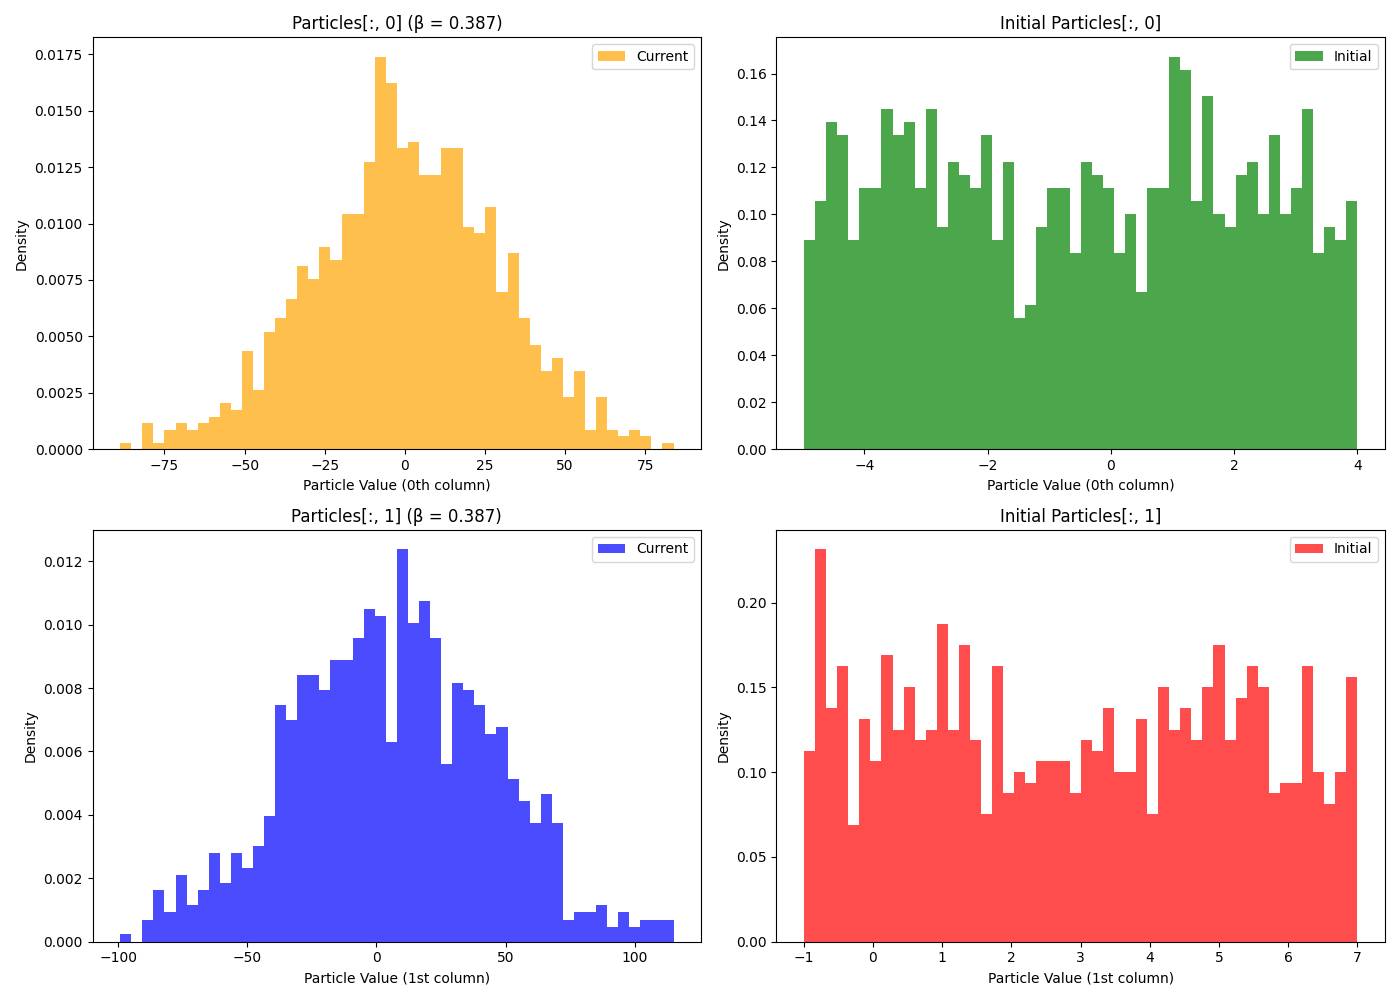 Particles[:, 0] (β = 0.387)
Current
Density
0.0175
0.0150
0.0125
0.0100
0.0075
0.0050
0.0025
0.0000
−75 −50 −25 0 25 50 75
Particle Value (0th column)
Initial Particles[:, 0]
Initial
Density
0.16
0.14
0.12
0.10
0.08
0.06
0.04
0.02
0.00
−4 −2 0 2 4
Particle Value (0th column)
Particles[:, 1] (β = 0.387)
Current
Density
0.012
0.010
0.008
0.006
0.004
0.002
0.000
−100 −50 0 50 100
Particle Value (1st column)
Initial Particles[:, 1]
Initial
Density
0.20
0.15
0.10
0.05
0.00
−1 0 1 2 3 4 5 6 7
Particle Value (1st column)